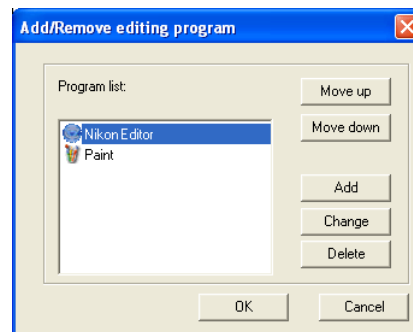 Add/Remove editing program
Program list:
Nikon Editor
Paint
Move up
Move down
Add
Change
Delete
OK
Cancel